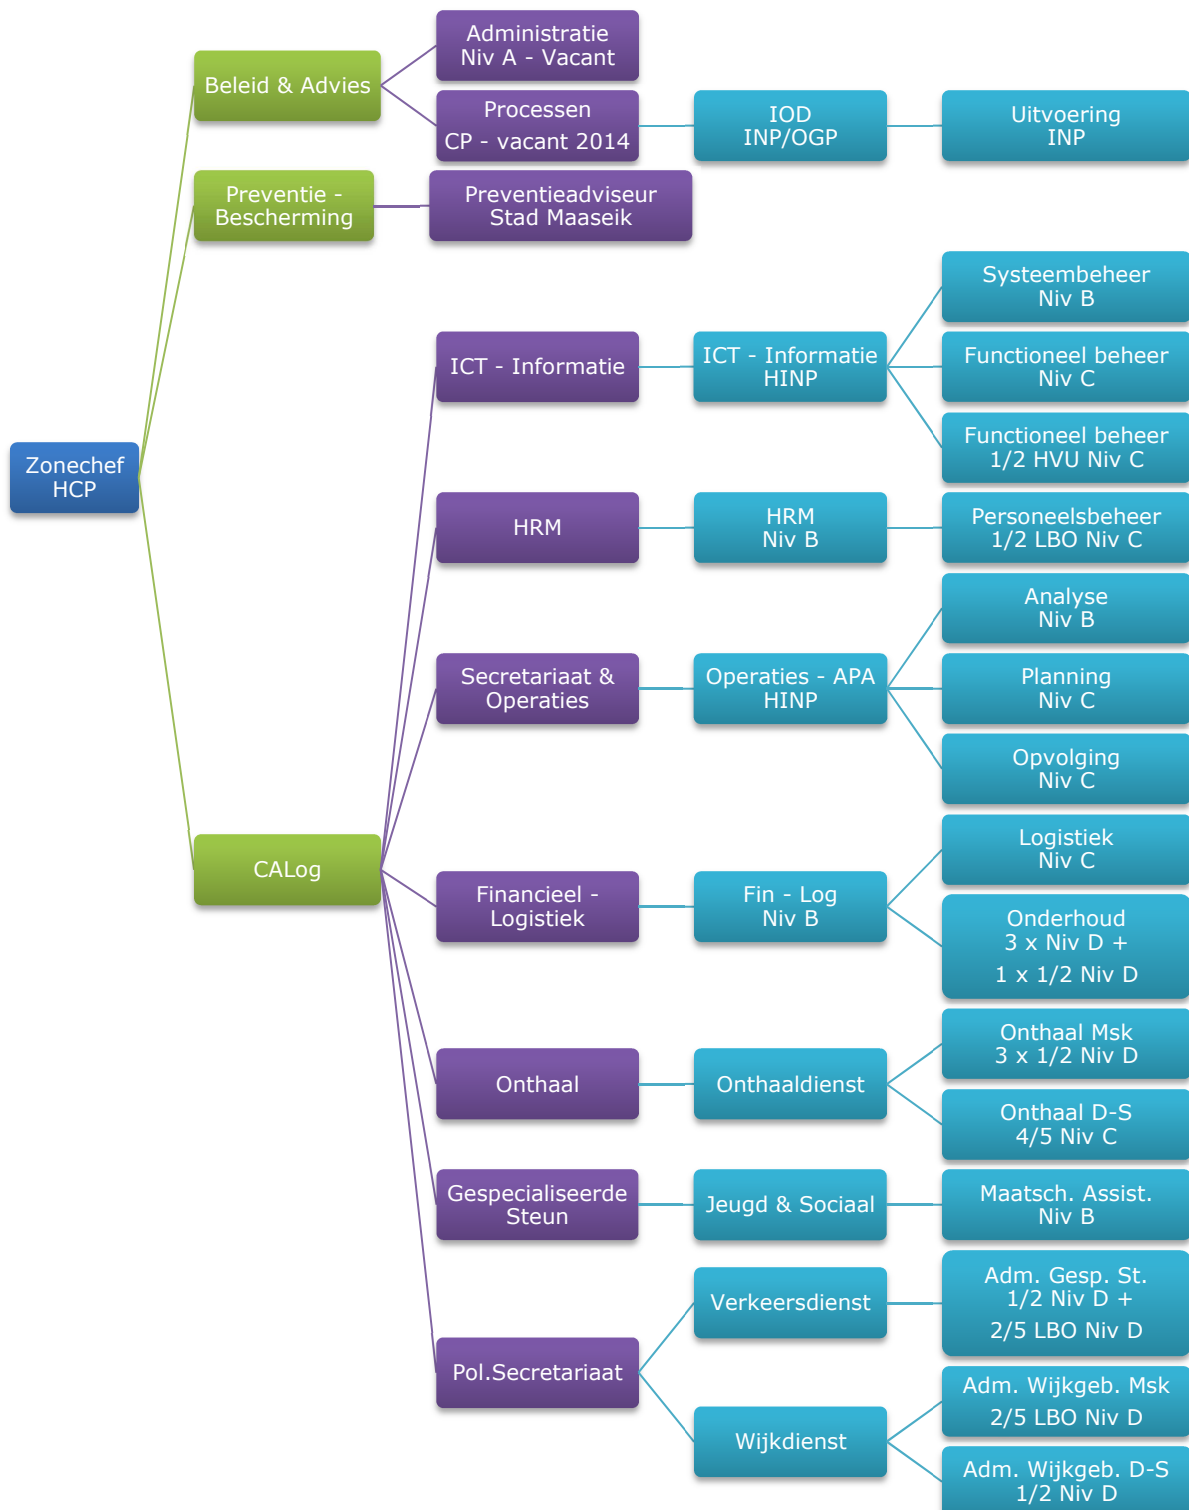 Administratie
Niv A - Vacant
Beleid & Advies
Processen
CP - vacant 2014
IOD
INP/OGP
Uitvoering
INP
Preventie -
Bescherming
Preventieadviseur
Stad Maaseik
Systeembeheer
Niv B
ICT - Informatie
ICT - Informatie
HINP
Functioneel beheer
Niv C
Functioneel beheer
1/2 HVU Niv C
Zonechef
HCP
HRM
HRM
Niv B
Personeelsbeheer
1/2 LBO Niv C
Analyse
Niv B
Secretariaat &
Operaties
Operaties - APA
HINP
Planning
Niv C
Opvolging
Niv C
CALog
Logistiek
Niv C
Financieel -
Logistiek
Fin - Log
Niv B
Onderhoud
3 x Niv D +
1 x 1/2 Niv D
Onthaal Msk
3 x 1/2 Niv D
Onthaal
Onthaaldienst
Onthaal D-S
4/5 Niv C
Gespecialiseerde
Steun
Jeugd & Sociaal
Maatsch. Assist.
Niv B
Verkeersdienst
Adm. Gesp. St.
1/2 Niv D +
2/5 LBO Niv D
Pol.Secretariaat
Adm. Wijkgeb. Msk
2/5 LBO Niv D
Wijkdienst
Adm. Wijkgeb. D-S
1/2 Niv D